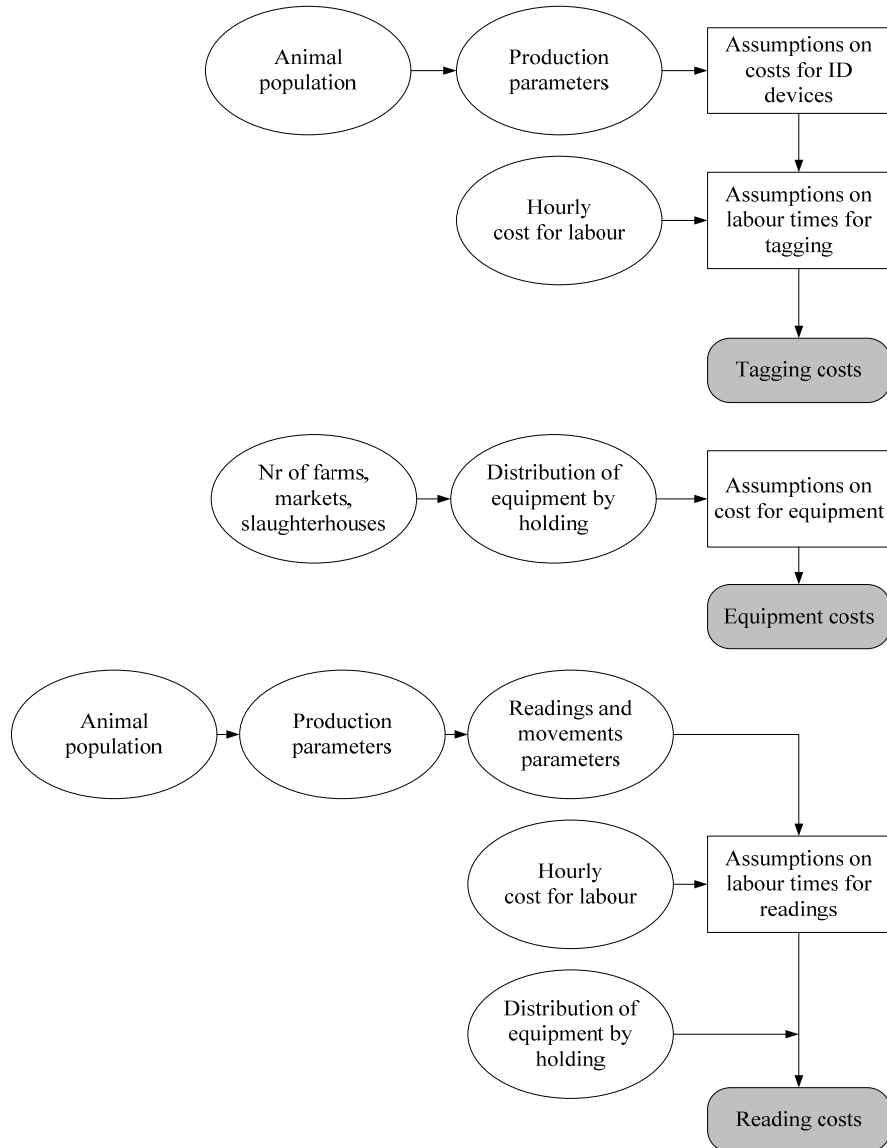 Animal
population
Production
parameters
Assumptions on
costs for ID
devices
Hourly
cost for labour
Assumptions on
labour times for
tagging
Tagging costs
Nr of farms,
markets,
slaughterhouses
Distribution of
equipment by
holding
Assumptions on
cost for equipment
Equipment costs
Animal
population
Production
parameters
Readings and
movements
parameters
Hourly
cost for labour
Assumptions on
labour times for
readings
Distribution of
equipment by
holding
Reading costs